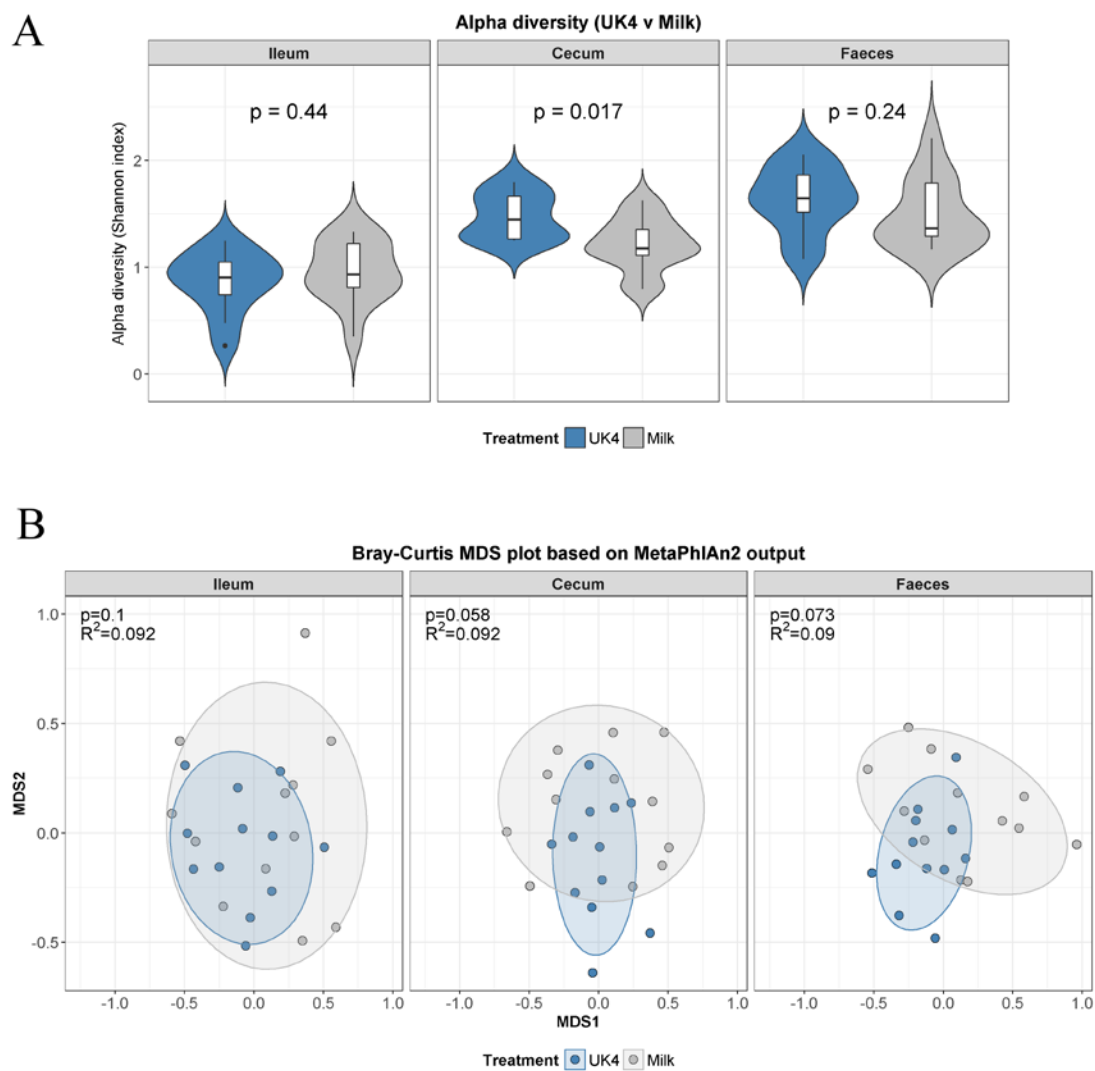 A
Alpha diversity (UK4 v Milk)
Ileum
Cecum
Faeces
p = 0.44
p = 0.017
p = 0.24
Alpha diversity (Shannon index)
2
1
0
Treatment UK4 Milk
B
Bray-Curtis MDS plot based on MetaPhlAn2 output
Ileum
Cecum
Faeces
p=0.1
R²=0.092
p=0.058
R²=0.092
p=0.073
R²=0.09
MDS2
1.0
0.5
0.0
-0.5
-1.0 -0.5 0.0 0.5 1.0
-1.0 -0.5 0.0 0.5 1.0
-1.0 -0.5 0.0 0.5 1.0
MDS1
Treatment UK4 Milk